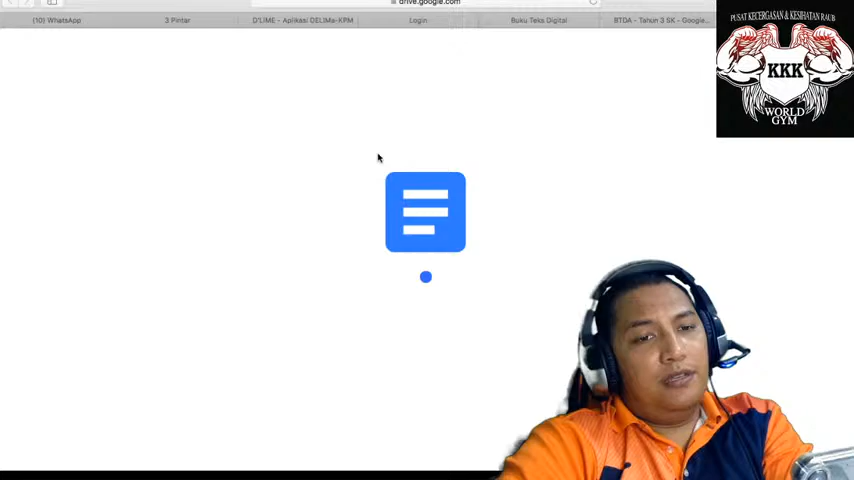 drive.google.com
(10) WhatsApp
3 Pintar
D'LIME - Aplikasi DELIMa-KPM
Login
Buku Teks Digital
BTDA - Tahun 3 SK - Google...
PUSAT KECERGASAN & KESIHATAN RAUB
KKK
WORLD
GYM